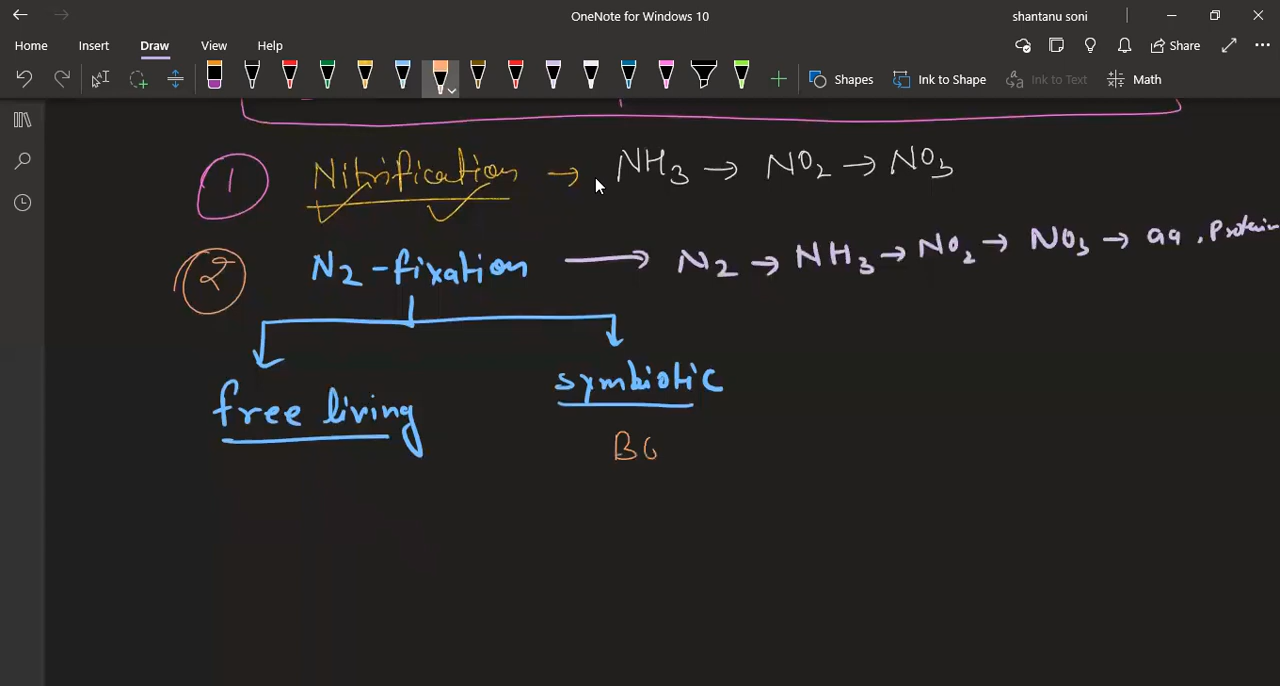 OneNote for Windows 10
shantanu soni
Home Insert Draw View Help
Share
Shapes Ink to Shape Ink to Text Math
1 Nitrification → NH3 → NO2 → NO3
2 N2-fixation → N2 → NH3 → NO2 → NO3 → aa, Protein
free living
symbiotic
BG